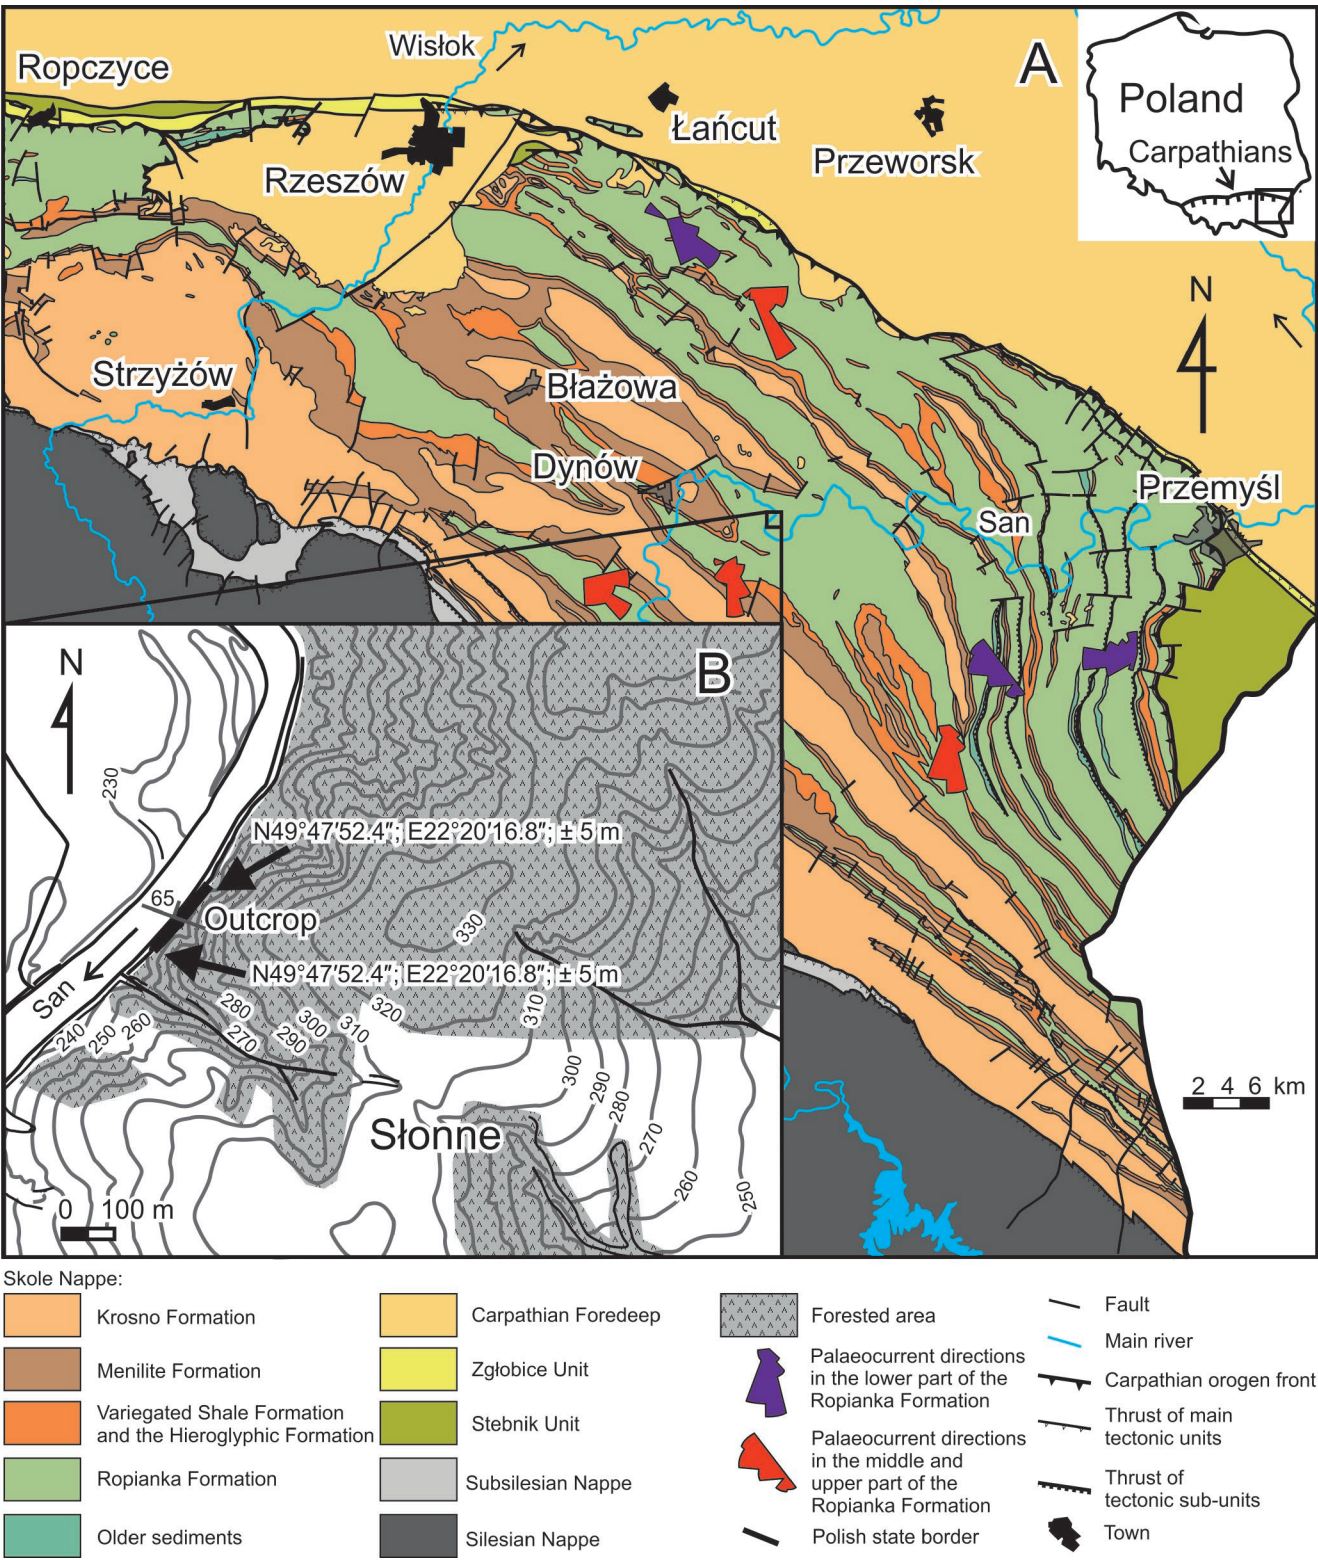 A
Poland
Carpathians
Ropczyce
Wisłok
Łańcut
Przeworsk
Rzeszów
N
Strzyżów
Błażowa
Dynów
San
Przemyśl
2 4 6 km
B
N
230
N49°47′52.4″; E22°20′16.8″; ± 5 m
65
Outcrop
330
N49°47′52.4″; E22°20′16.8″; ± 5 m
San
240
250
260
280
270
300
290
310
320
310
300
290
280
270
260
250
Słonne
0 100 m
Skole Nappe:
Krosno Formation
Menilite Formation
Variegated Shale Formation
and the Hieroglyphic Formation
Ropianka Formation
Older sediments
Carpathian Foredeep
Zgłobice Unit
Stebnik Unit
Subsilesian Nappe
Silesian Nappe
Forested area
Palaeocurrent directions
in the lower part of the
Ropianka Formation
Palaeocurrent directions
in the middle and
upper part of the
Ropianka Formation
Polish state border
Fault
Main river
Carpathian orogen front
Thrust of main
tectonic units
Thrust of
tectonic sub-units
Town